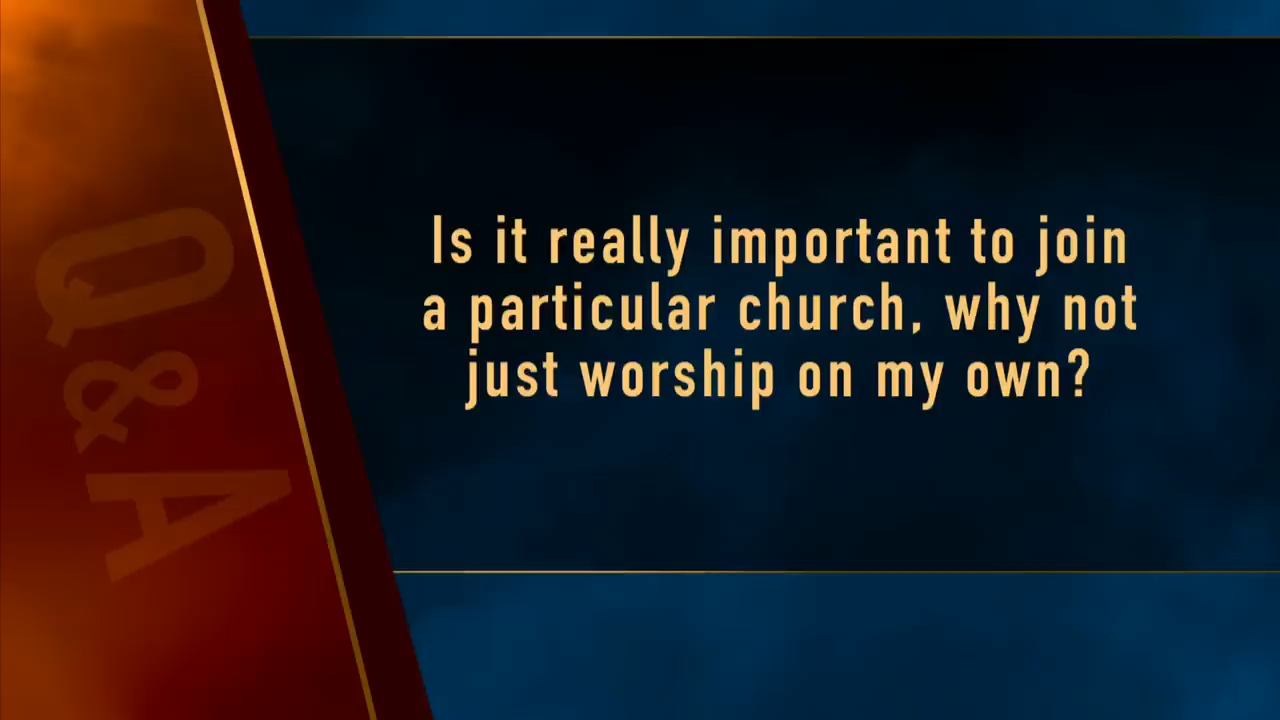 Q & A
Is it really important to join
a particular church, why not
just worship on my own?